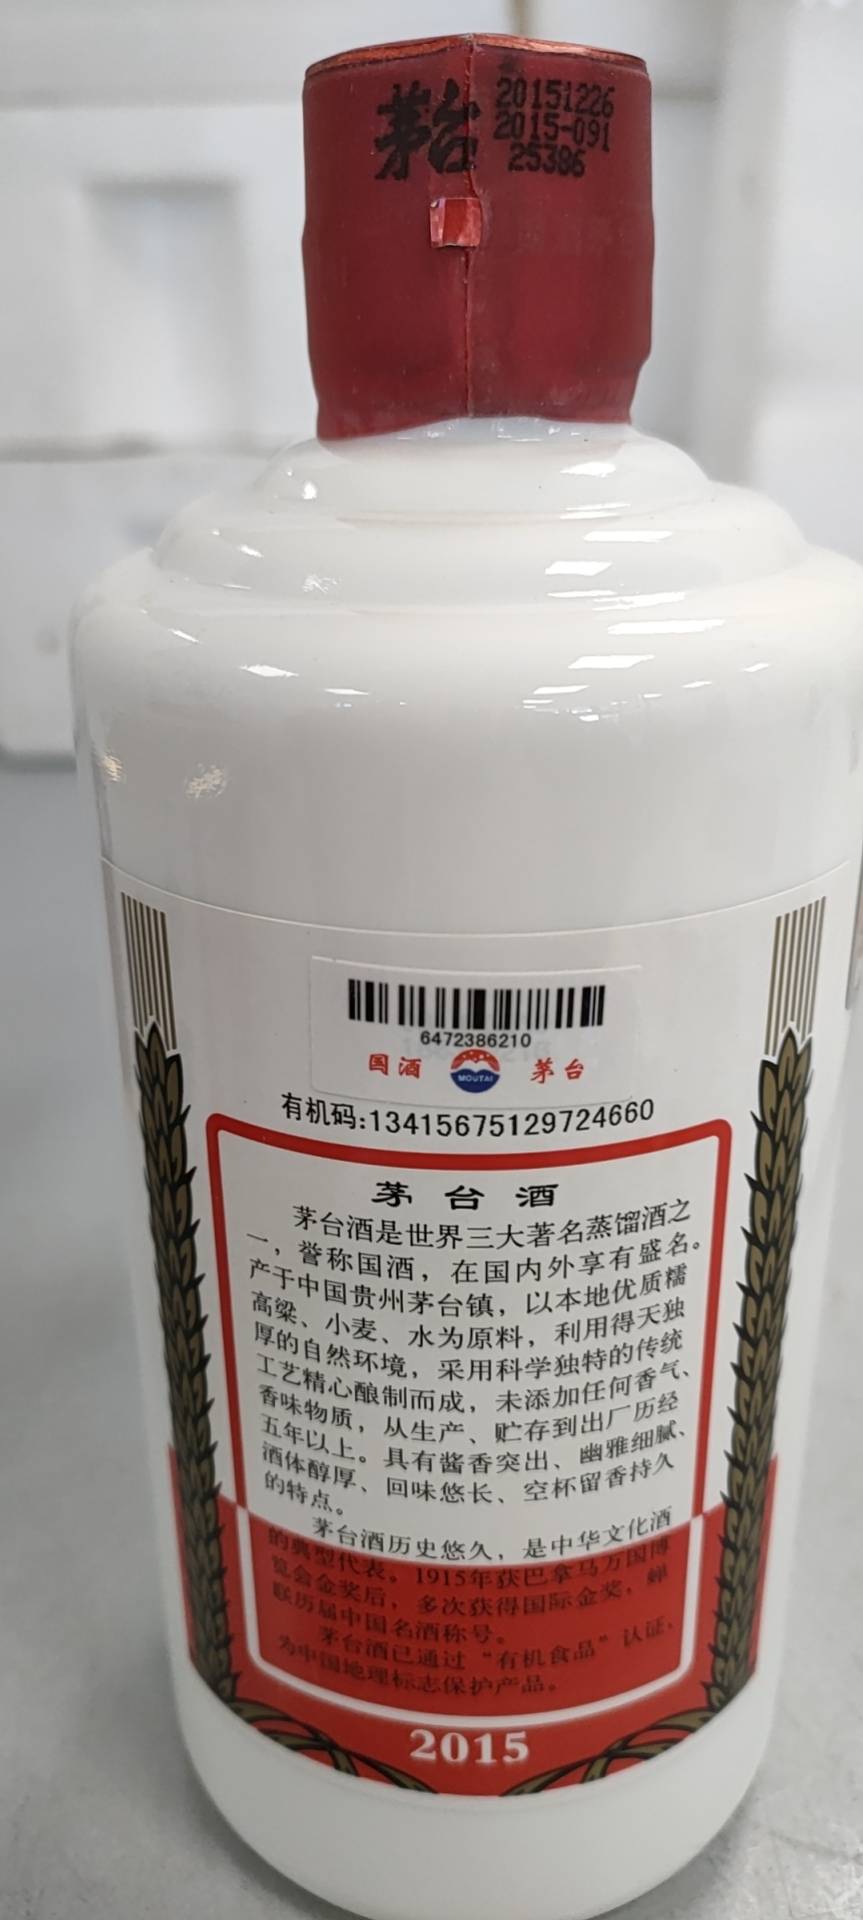 茅台
20151226
2015-091
25386
6472386210
国酒 MOUTAI 茅台
有机码:13415675129724660
茅台酒
茅台酒是世界三大著名蒸馏酒之
一，誉称国酒，在国内外享有盛名。
产于中国贵州茅台镇，以本地优质糯
高粱、小麦、水为原料，利用得天独
厚的自然环境，采用科学独特的传统
工艺精心酿制而成，未添加任何香气、
香味物质，从生产、贮存到出厂历经
五年以上。具有酱香突出、幽雅细腻、
酒体醇厚、回味悠长、空杯留香持久
的特点。
茅台酒历史悠久，是中华文化酒
的典型代表。1915年获巴拿马万国博
览会金奖后，多次获得国际金奖，蝉
联历届中国名酒称号。
茅台酒已通过“有机食品”认证，
为中国地理标志保护产品。
2015